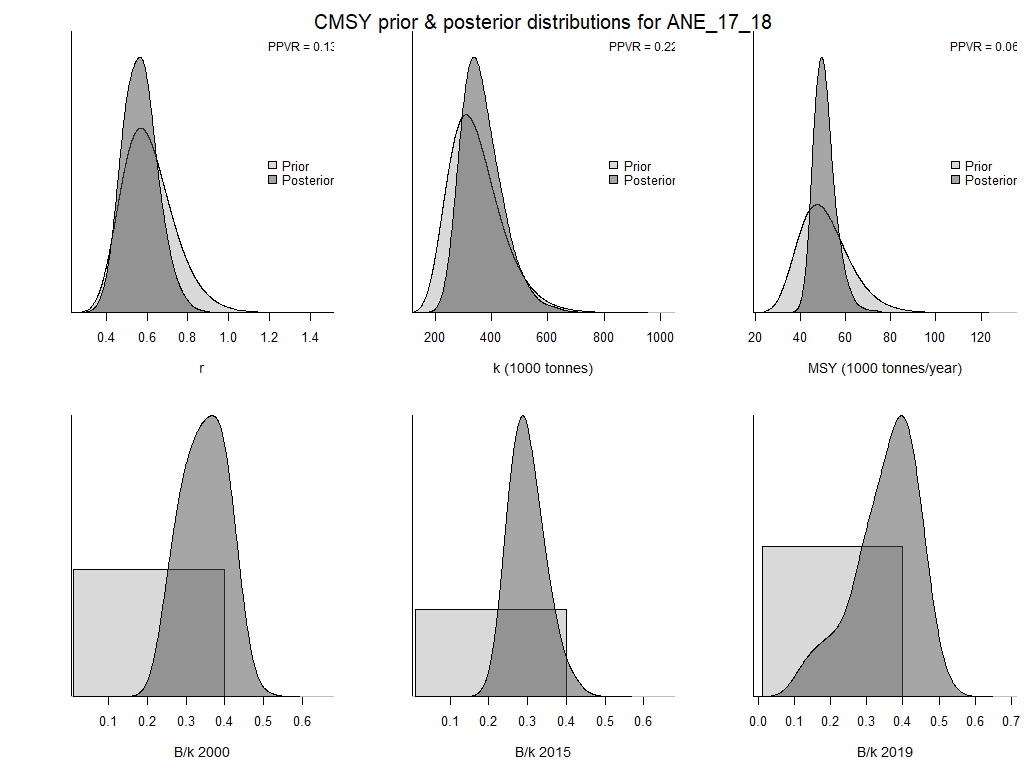 CMSY prior & posterior distributions for ANE_17_18
PPVR = 0.13
Prior
Posterior
0.4 0.6 0.8 1.0 1.2 1.4
r
PPVR = 0.22
Prior
Posterior
200 400 600 800 1000
k (1000 tonnes)
PPVR = 0.06
Prior
Posterior
20 40 60 80 100 120
MSY (1000 tonnes/year)
0.1 0.2 0.3 0.4 0.5 0.6
B/k 2000
0.1 0.2 0.3 0.4 0.5 0.6
B/k 2015
0.0 0.1 0.2 0.3 0.4 0.5 0.6 0.7
B/k 2019